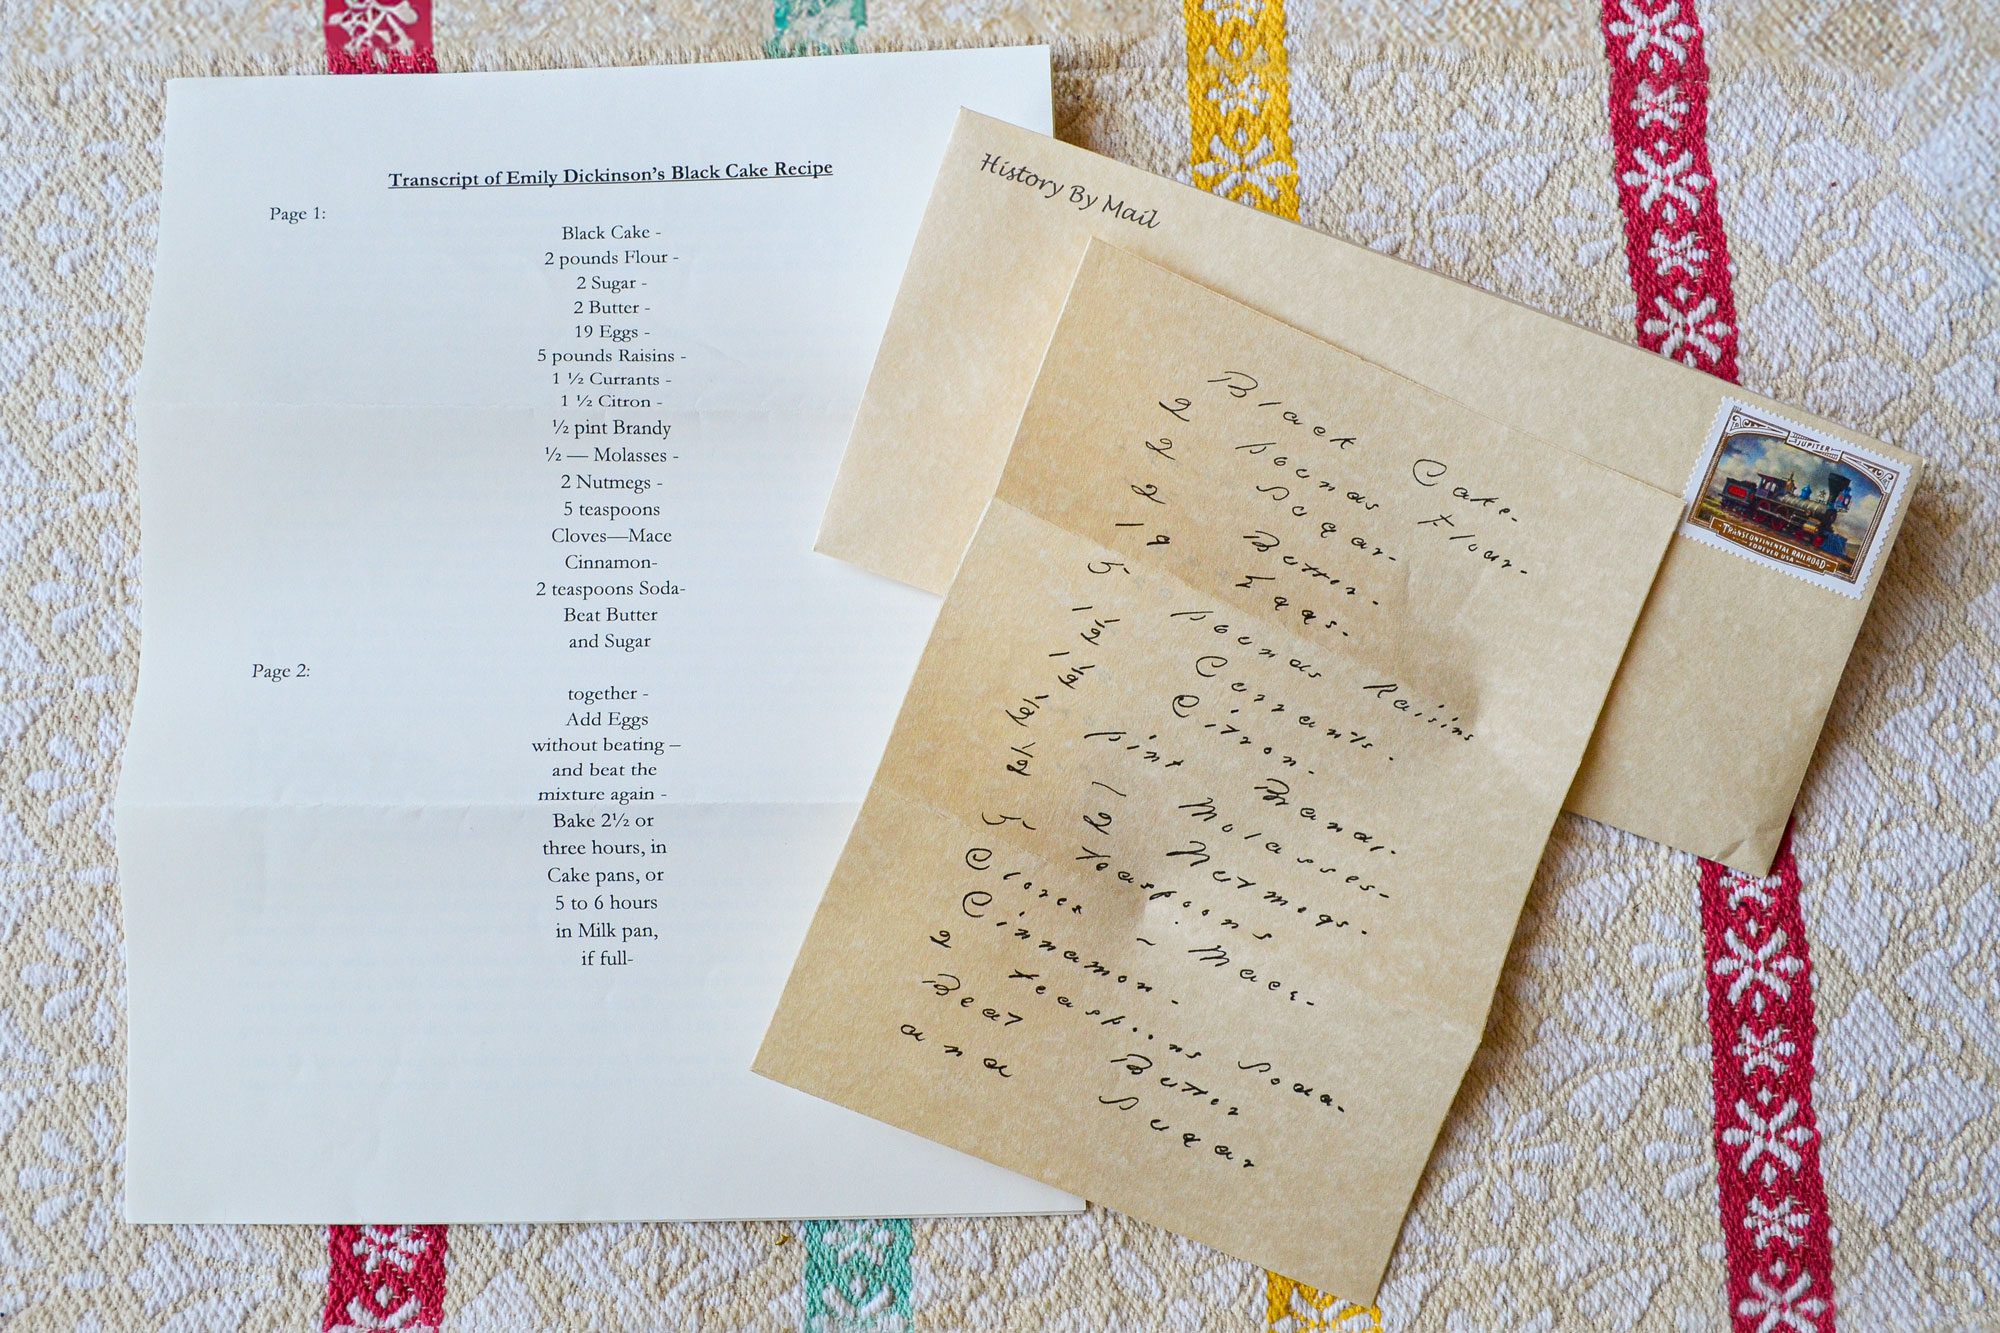 Transcript of Emily Dickinson's Black Cake Recipe
Page 1:
Black Cake -
2 pounds Flour -
2 Sugar -
2 Butter -
19 Eggs -
5 pounds Raisins -
1 ½ Currants -
1 ½ Citron -
½ pint Brandy
½ — Molasses -
2 Nutmegs -
5 teaspoons
Cloves—Mace
Cinnamon-
2 teaspoons Soda-
Beat Butter
and Sugar
Page 2:
together -
Add Eggs
without beating –
and beat the
mixture again -
Bake 2½ or
three hours, in
Cake pans, or
5 to 6 hours
in Milk pan,
if full-
History By Mail
JUPITER
TRANSCONTINENTAL RAILROAD
FOREVER USA
Black Cake-
2 pounds Flour-
2 Sugar-
2 Butter-
19 Eggs-
5 pounds Raisins
1 ½ Currants-
1 ½ Citron-
½ pint Brandy
½ — Molasses-
2 Nutmegs-
5 teaspoons
Cloves - Mace-
Cinnamon-
2 teaspoons Soda-
Beat Butter
and Sugar